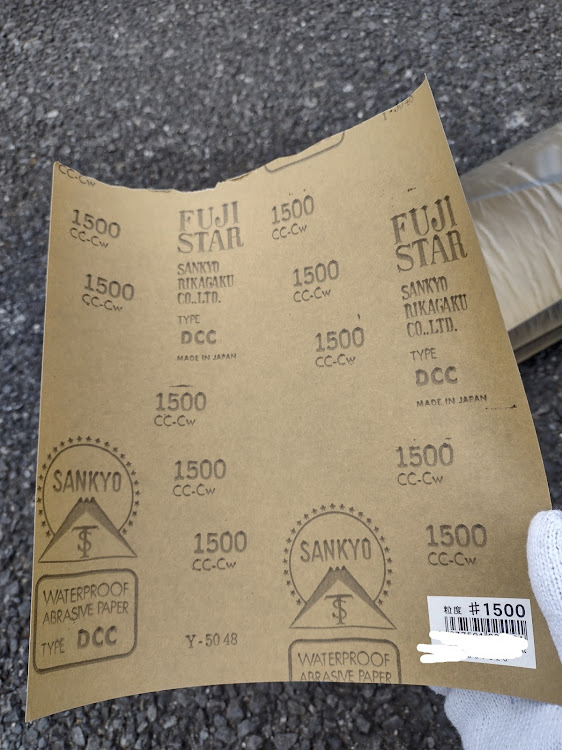 CC-Cw
1500
CC-Cw
1500
CC-Cw
FUJI
STAR
SANKYO
RIKAGAKU
CO.,LTD.
TYPE
DCC
MADE IN JAPAN
1500
CC-Cw
1500
CC-Cw
1500
CC-Cw
FUJI
STAR
SANKYO
RIKAGAKU
CO.,LTD.
TYPE
DCC
MADE IN JAPAN
1500
CC-Cw
1500
CC-Cw
1500
CC-Cw
1500
CC-Cw
1500
CC-Cw
SANKYO
WATERPROOF
ABRASIVE PAPER
TYPE DCC
Y-5048
SANKYO
WATERPROOF
ABRASIVE PAPER
粒度 #1500